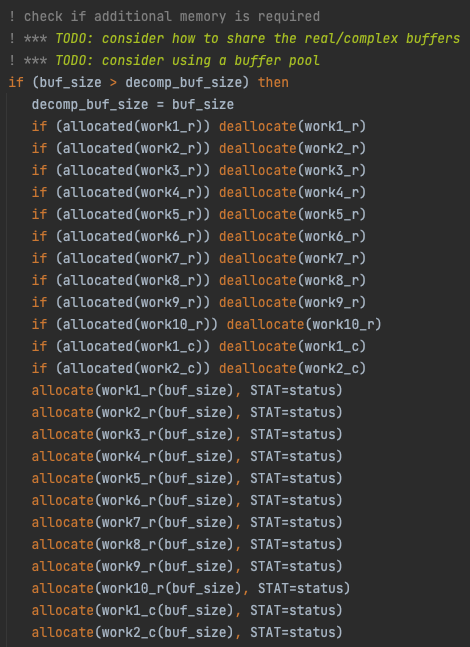 ! check if additional memory is required
! *** TODO: consider how to share the real/complex buffers
! *** TODO: consider using a buffer pool
if (buf_size > decomp_buf_size) then
   decomp_buf_size = buf_size
   if (allocated(work1_r)) deallocate(work1_r)
   if (allocated(work2_r)) deallocate(work2_r)
   if (allocated(work3_r)) deallocate(work3_r)
   if (allocated(work4_r)) deallocate(work4_r)
   if (allocated(work5_r)) deallocate(work5_r)
   if (allocated(work6_r)) deallocate(work6_r)
   if (allocated(work7_r)) deallocate(work7_r)
   if (allocated(work8_r)) deallocate(work8_r)
   if (allocated(work9_r)) deallocate(work9_r)
   if (allocated(work10_r)) deallocate(work10_r)
   if (allocated(work1_c)) deallocate(work1_c)
   if (allocated(work2_c)) deallocate(work2_c)
   allocate(work1_r(buf_size), STAT=status)
   allocate(work2_r(buf_size), STAT=status)
   allocate(work3_r(buf_size), STAT=status)
   allocate(work4_r(buf_size), STAT=status)
   allocate(work5_r(buf_size), STAT=status)
   allocate(work6_r(buf_size), STAT=status)
   allocate(work7_r(buf_size), STAT=status)
   allocate(work8_r(buf_size), STAT=status)
   allocate(work9_r(buf_size), STAT=status)
   allocate(work10_r(buf_size), STAT=status)
   allocate(work1_c(buf_size), STAT=status)
   allocate(work2_c(buf_size), STAT=status)